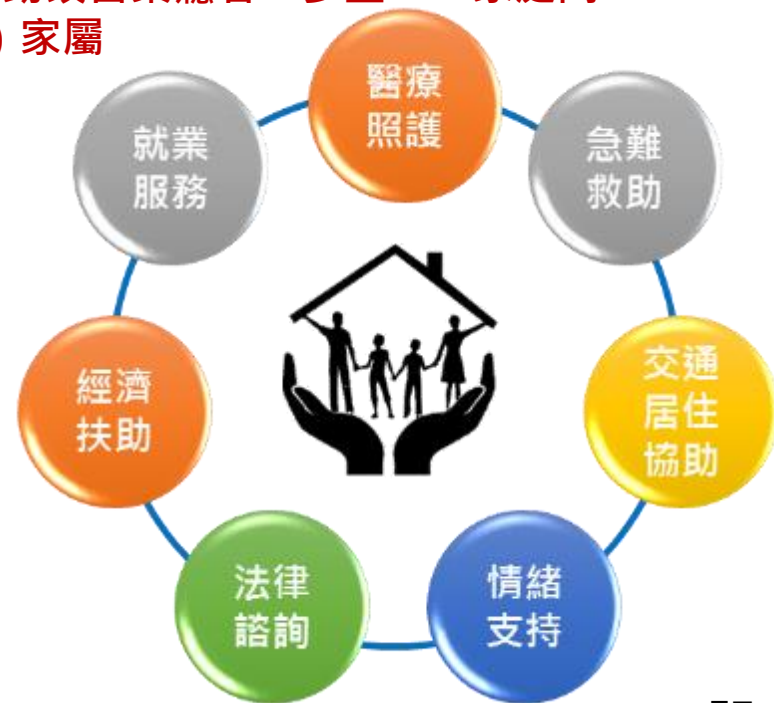 家屬
醫療
照護
急難
救助
交通
居住
協助
情緒
支持
法律
諮詢
經濟
扶助
就業
服務